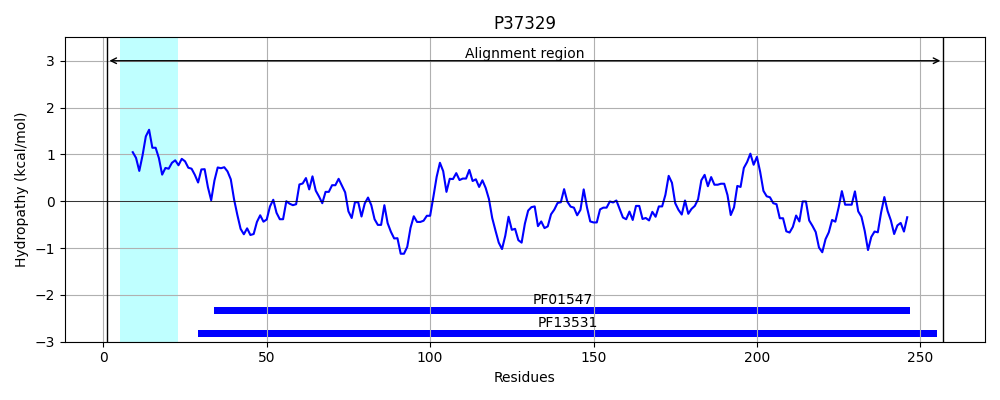 P37329
Alignment region
Hydropathy (kcal/mol)
3
2
1
0
−1
−2
−3
PF01547
PF13531
0 50 100 150 200 250
Residues